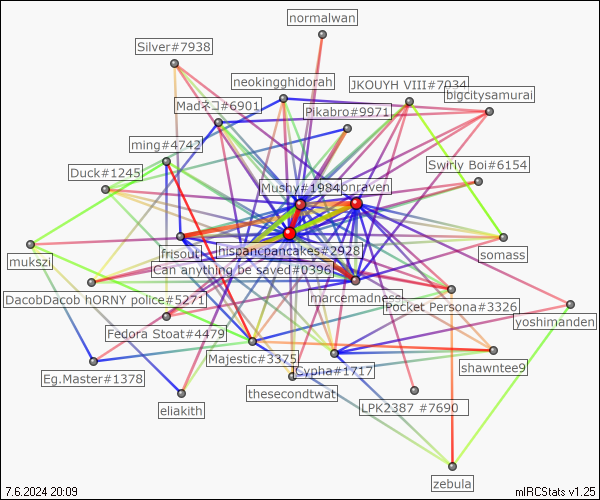 normalwan
Silver#7938
neokingghidorah
JKOUYH VIII#7034
bigcitysamurai
Madネコ#6901
Pikabro#9971
ming#4742
Duck#1245
Swirly Boi#6154
Mushy#1984
onraven
frisout
hispanicpancakes#2928
somass
mukszi
Can anything be saved#0396
DacobDacob hORNY police#5271
marcemadness
Pocket Persona#3326
yoshimanden
Fedora Stoat#4479
Majestic#3375
Cypha#1717
shawntee9
Eg.Master#1378
thesecondtwat
LPK2387 #7690
eliakith
zebula
7.6.2024 20:09
mIRCStats v1.25